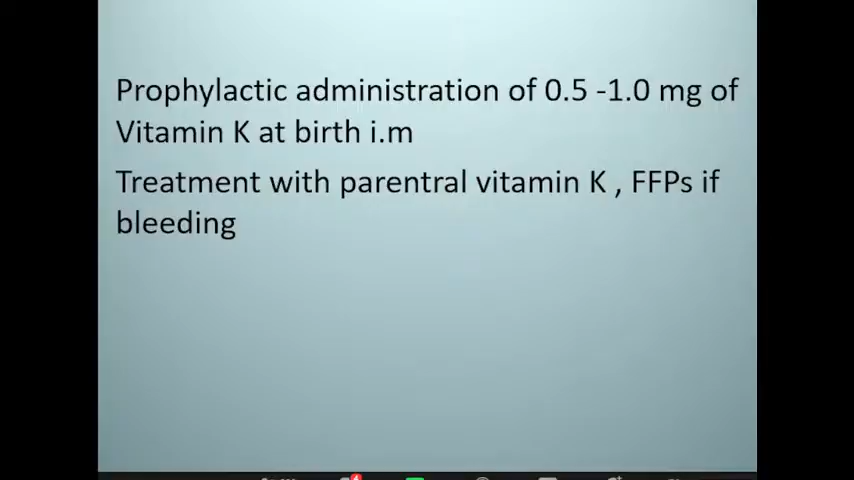 Prophylactic administration of 0.5 -1.0 mg of
Vitamin K at birth i.m
Treatment with parentral vitamin K , FFPs if
bleeding